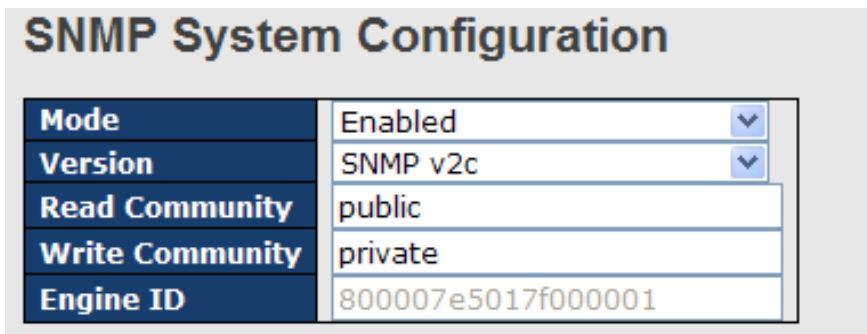 SNMP System Configuration
Mode Enabled
Version SNMP v2c
Read Community public
Write Community private
Engine ID 800007e5017f000001